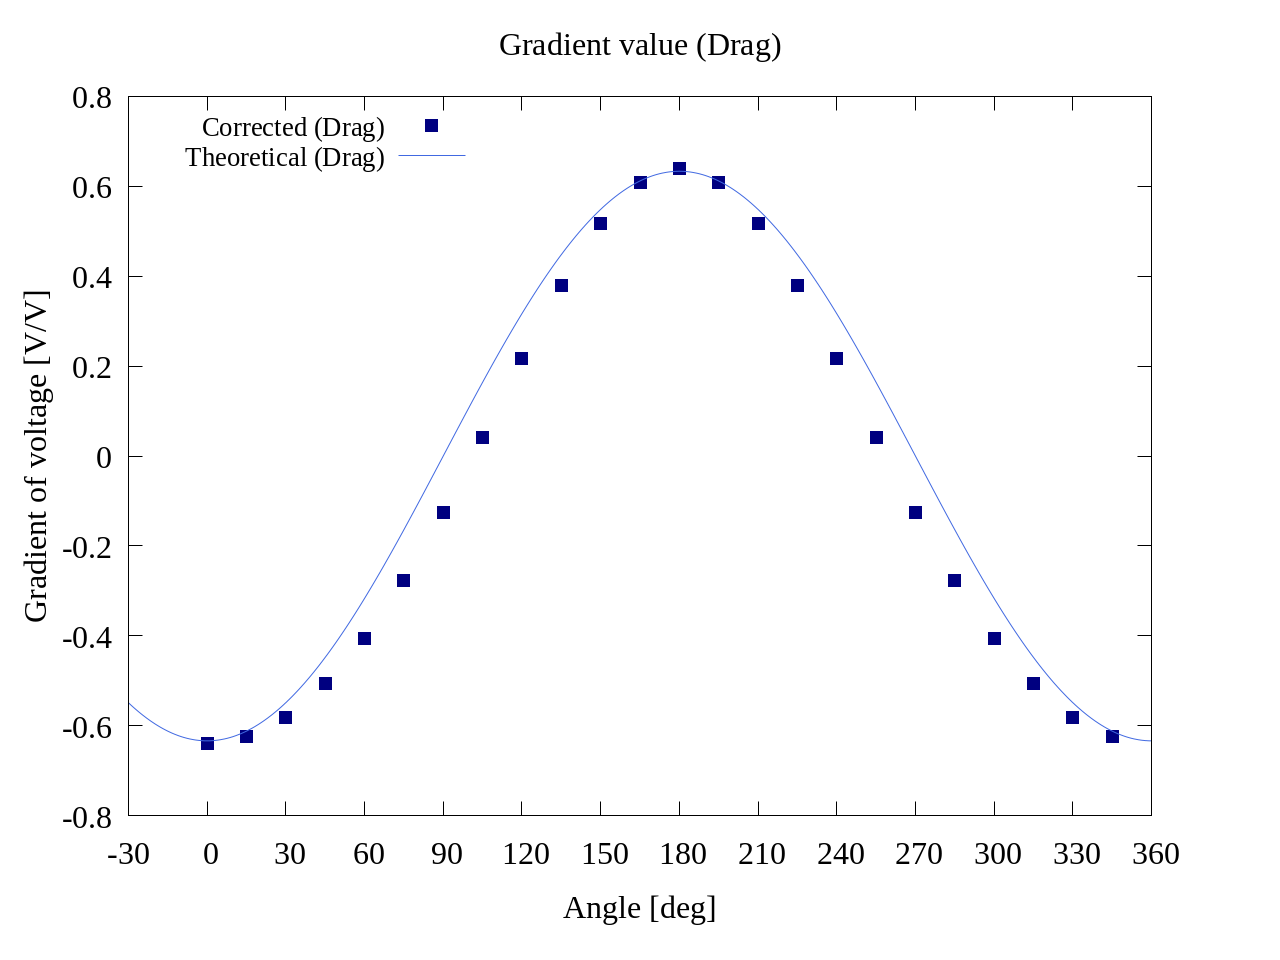 Gradient value (Drag)
Corrected (Drag)
Theoretical (Drag)
0.8
0.6
0.4
0.2
0
-0.2
-0.4
-0.6
-0.8
Gradient of voltage [V/V]
-30 0 30 60 90 120 150 180 210 240 270 300 330 360
Angle [deg]